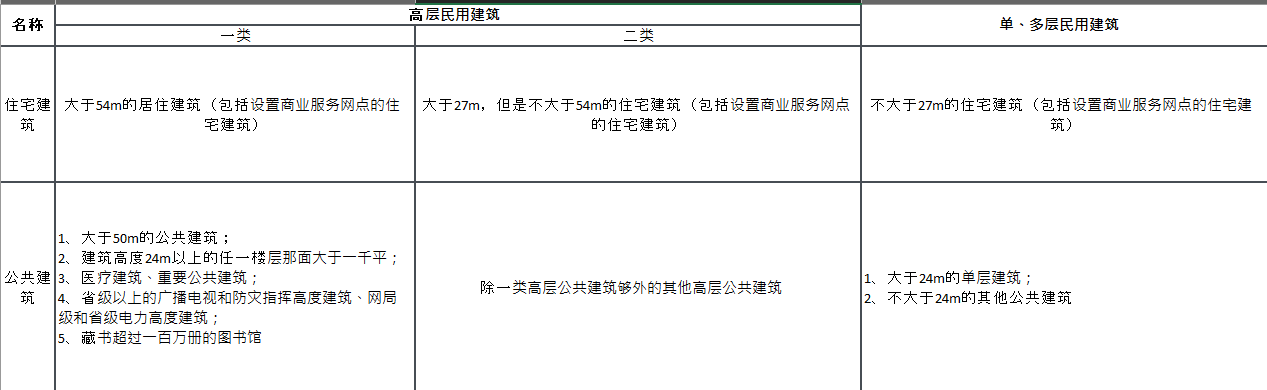 名称
高层民用建筑
单、多层民用建筑
一类
二类
住宅建
筑
大于54m的居住建筑（包括设置商业服务网点的住
宅建筑）
大于27m，但是不大于54m的住宅建筑（包括设置商业服务网点
的住宅建筑）
不大于27m的住宅建筑（包括设置商业服务网点的住宅建
筑）
公共建
筑
1、大于50m的公共建筑；
2、建筑高度24m以上的任一楼层那面大于一千平；
3、医疗建筑、重要公共建筑；
4、省级以上的广播电视和防灾指挥高度建筑、网局
级和省级电力高度建筑；
5、藏书超过一百万册的图书馆
除一类高层公共建筑够外的其他高层公共建筑
1、大于24m的单层建筑；
2、不大于24m的其他公共建筑